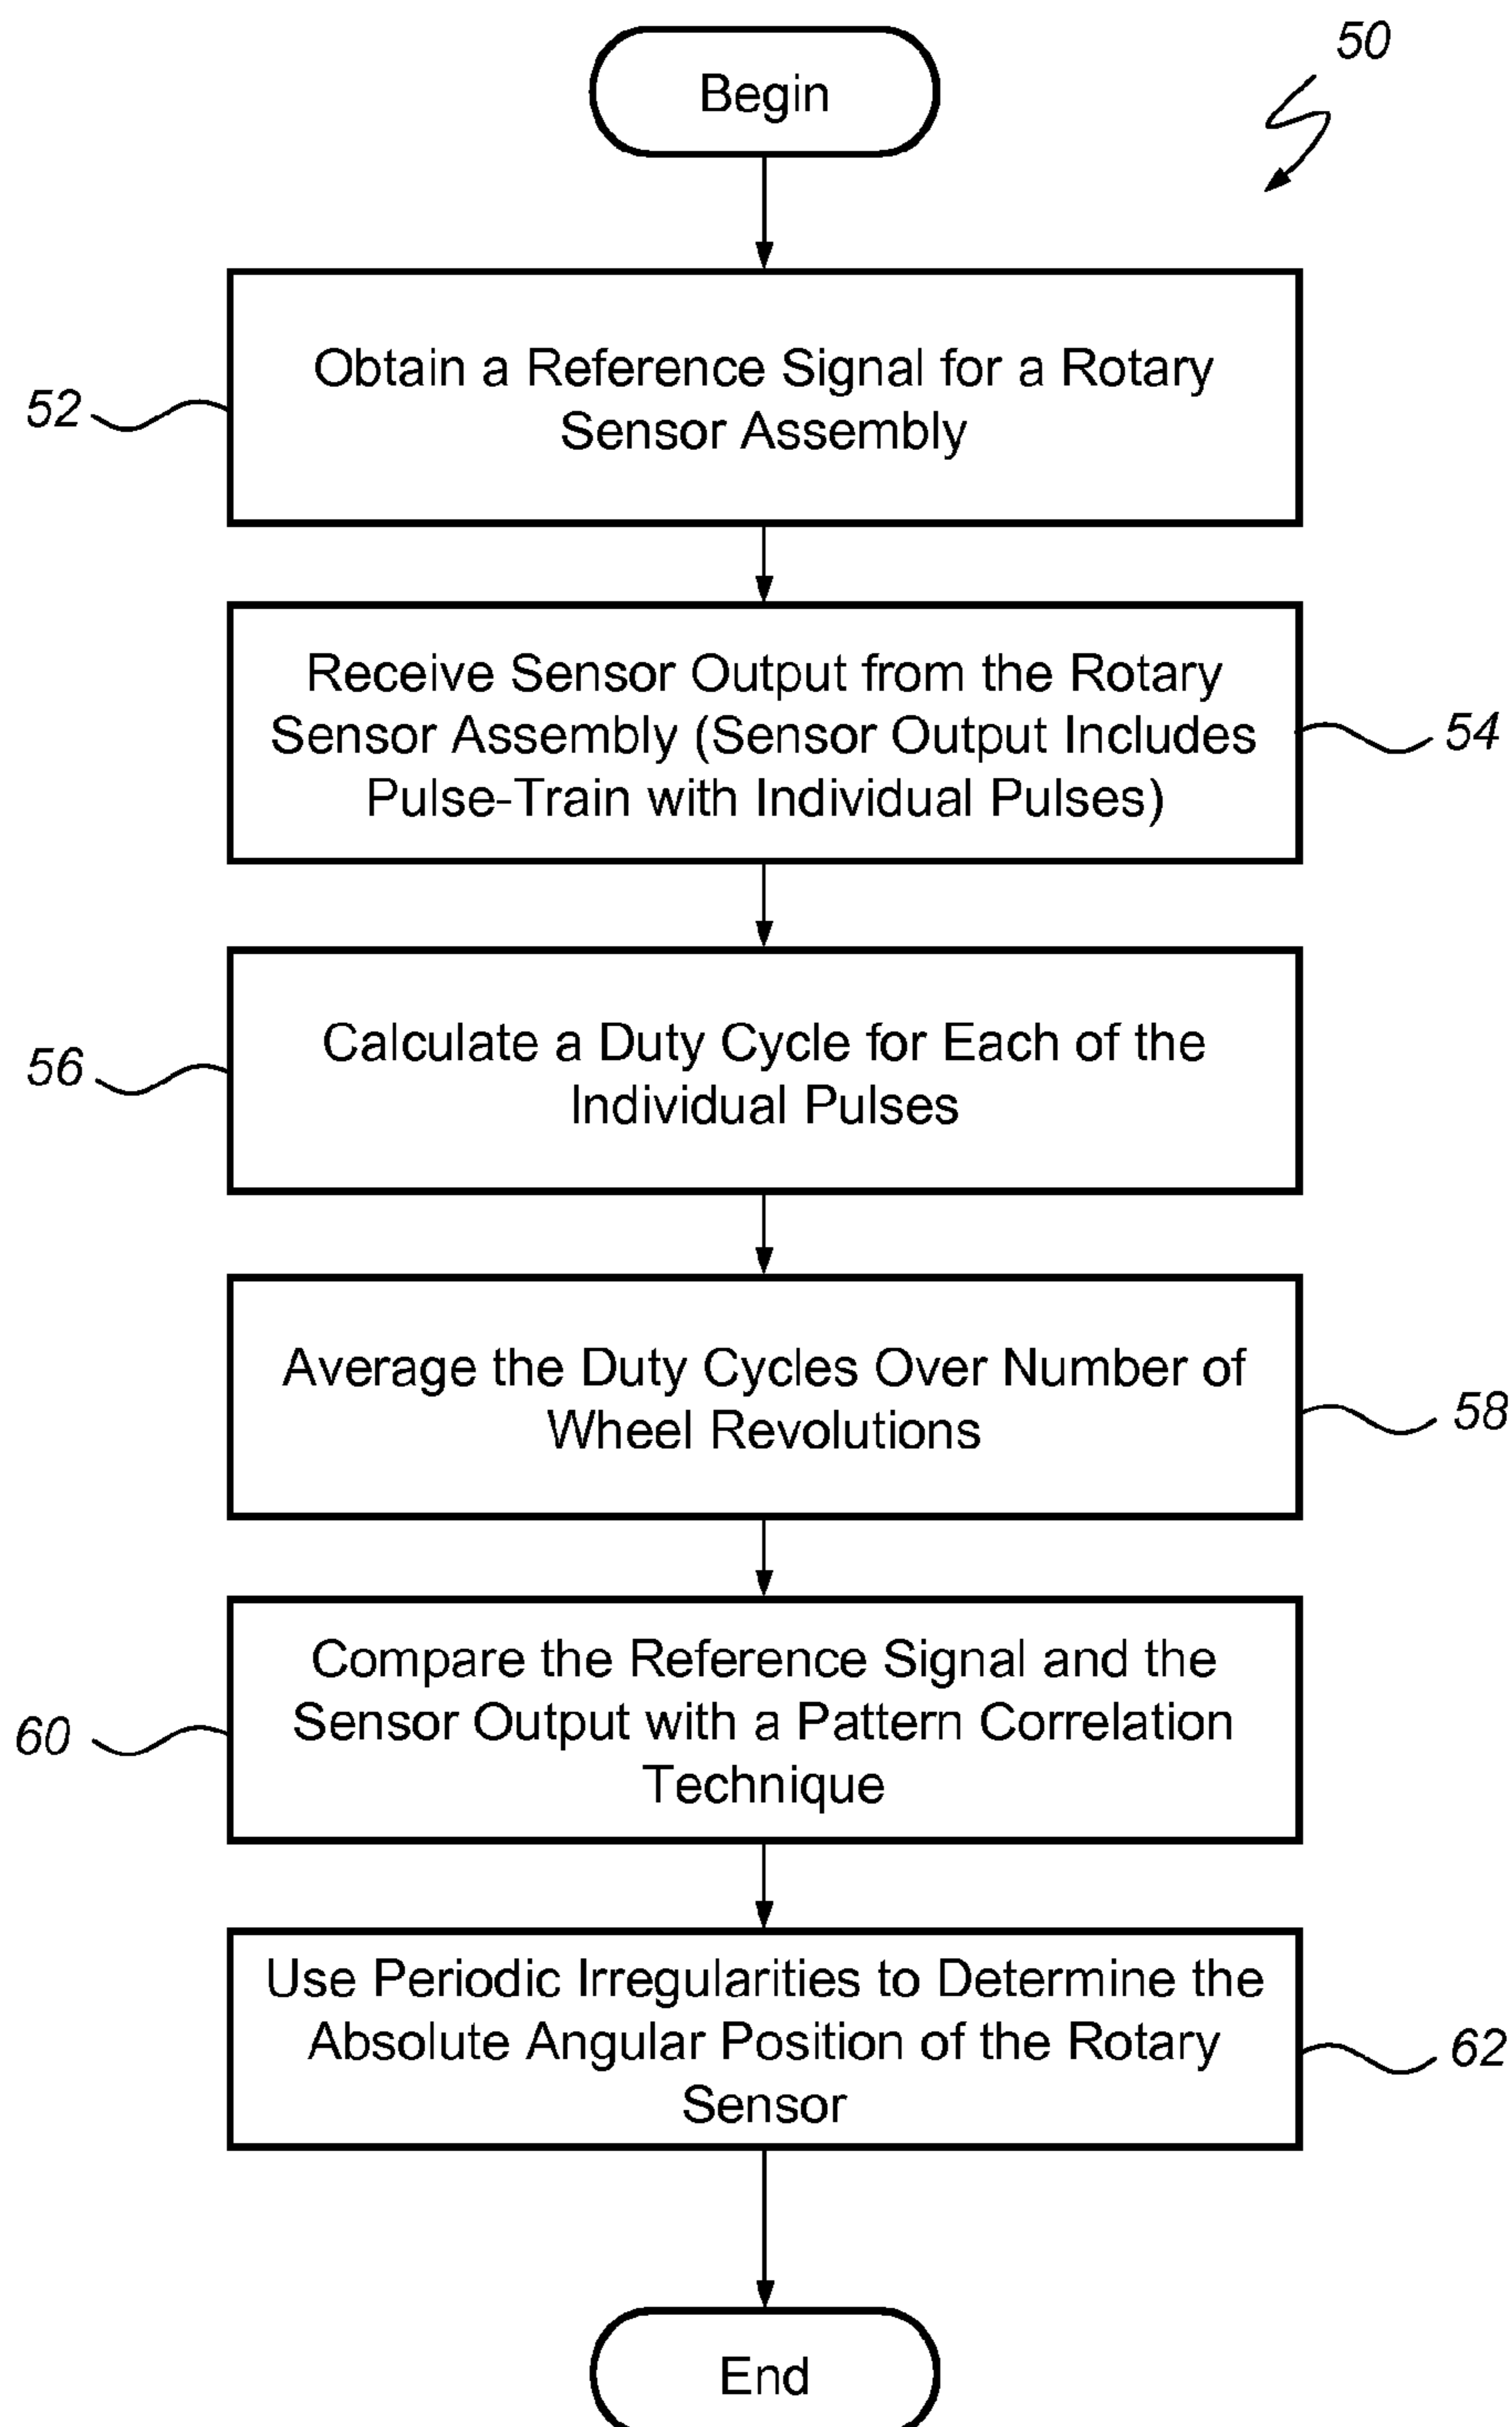 50
Begin
Obtain a Reference Signal for a Rotary
Sensor Assembly
52
Receive Sensor Output from the Rotary
Sensor Assembly (Sensor Output Includes
Pulse-Train with Individual Pulses)
54
Calculate a Duty Cycle for Each of the
Individual Pulses
56
Average the Duty Cycles Over Number of
Wheel Revolutions
58
Compare the Reference Signal and the
Sensor Output with a Pattern Correlation
Technique
60
Use Periodic Irregularities to Determine the
Absolute Angular Position of the Rotary
Sensor
62
End